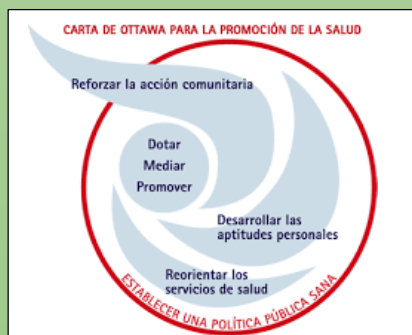 CARTA DE OTTAWA PARA LA PROMOCIÓN DE LA SALUD
Reforzar la acción comunitaria
Dotar
Mediar
Promover
Desarrollar las
aptitudes personales
Reorientar los
servicios de salud
ESTABLECER UNA POLÍTICA PÚBLICA SANA